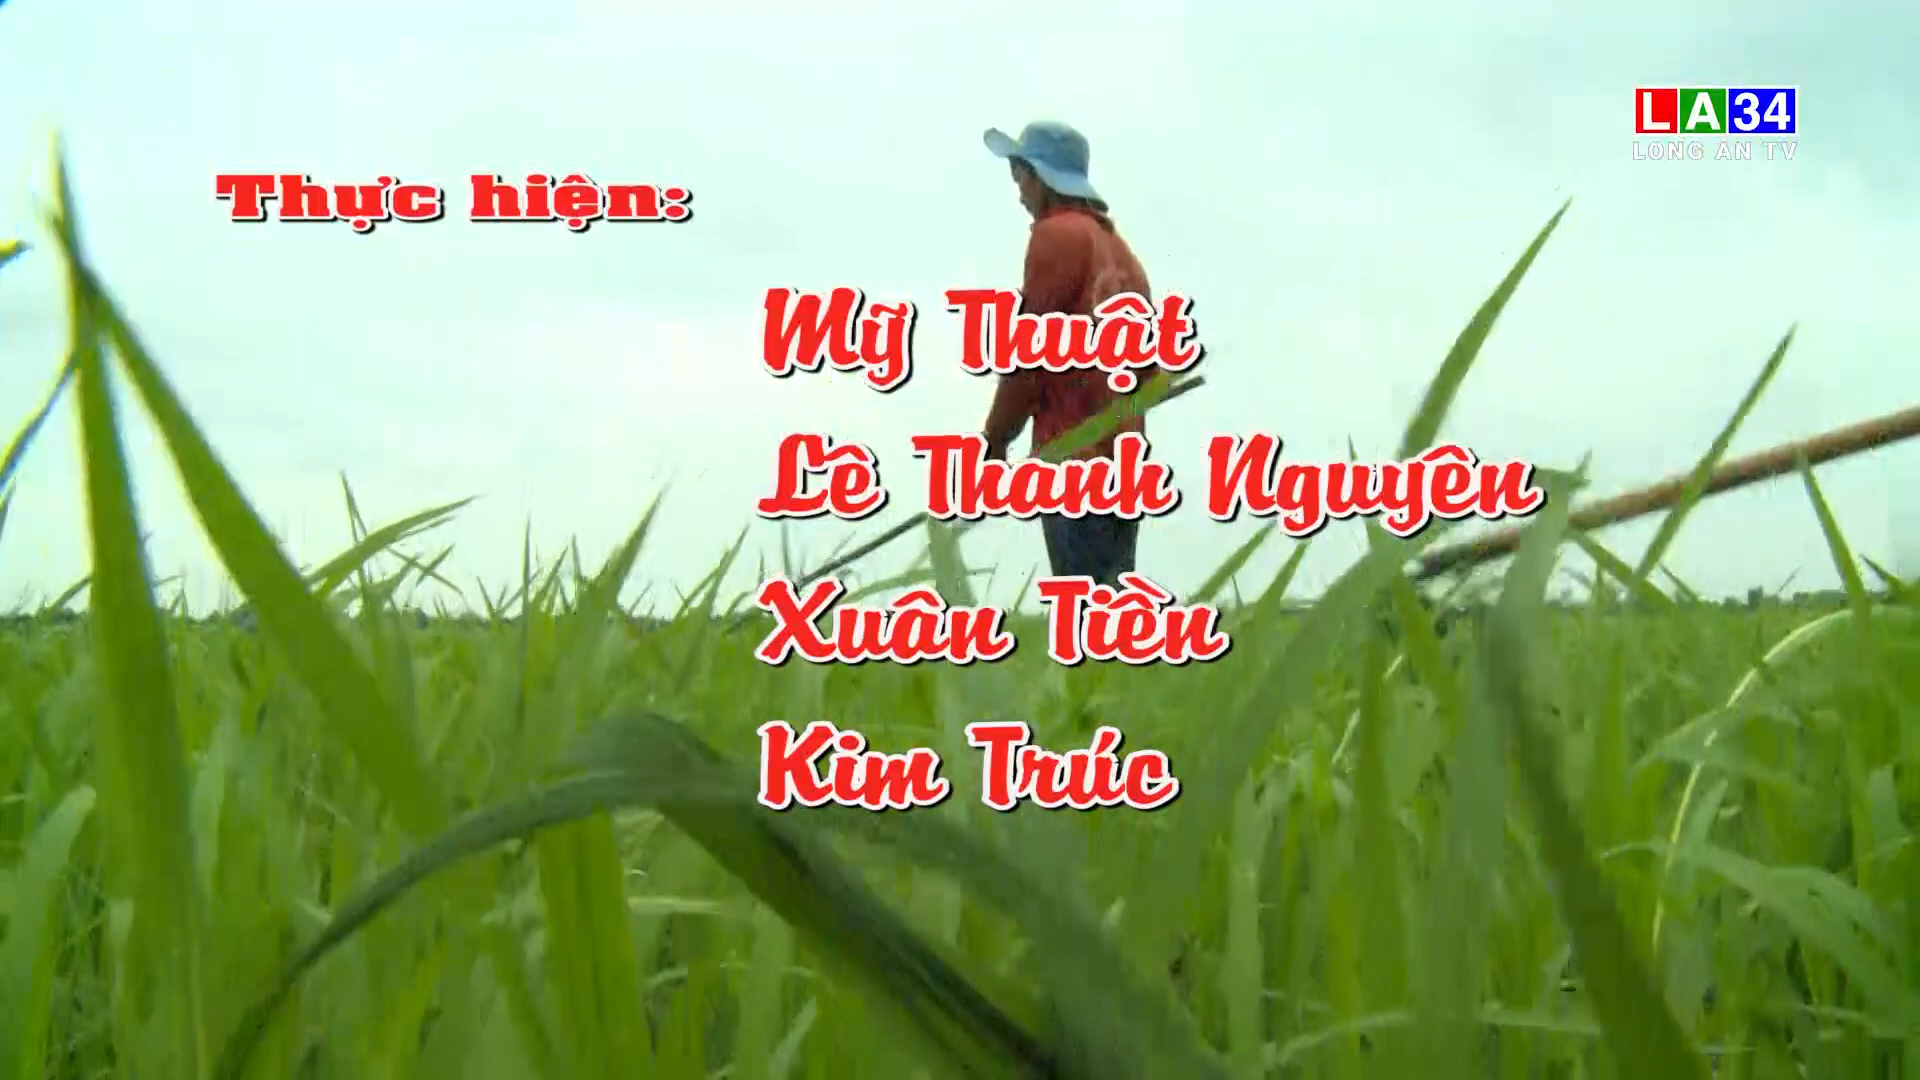 LA34
LONG AN TV
Thực hiện:
Mỹ Thuật
Lê Thanh Nguyên
Xuân Tiền
Kim Trúc